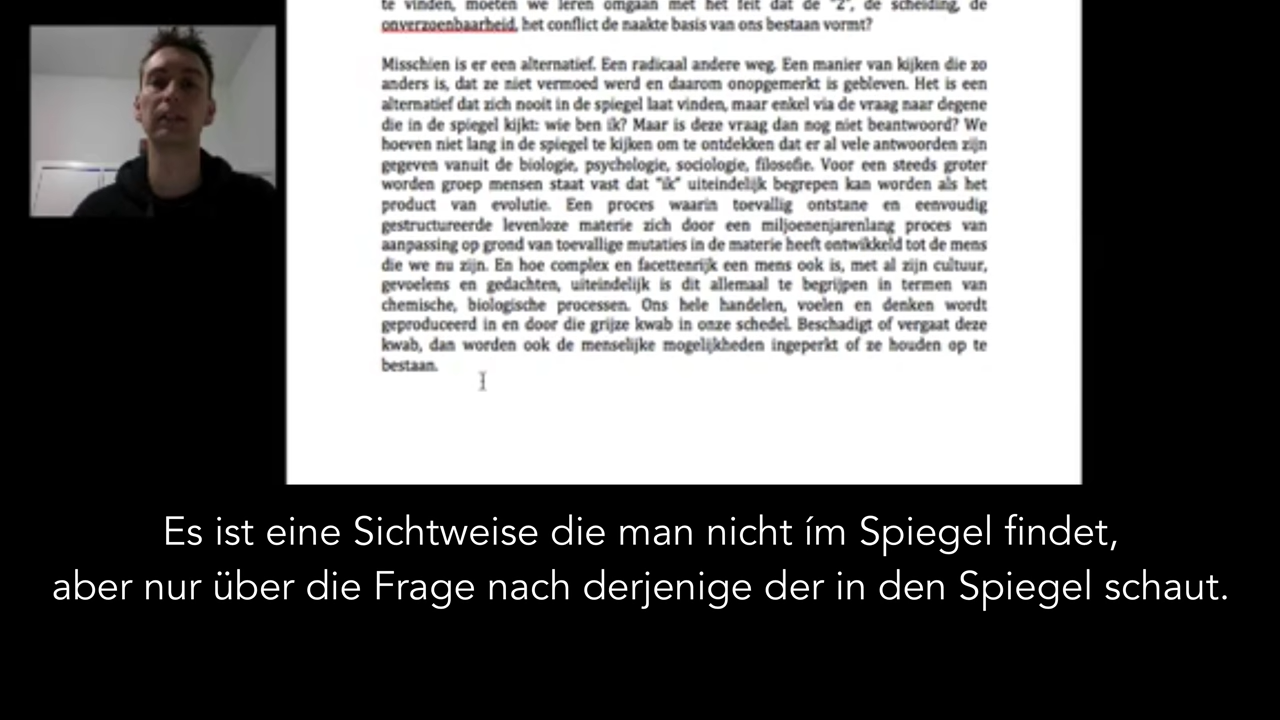 te vinden, moeten we leren omgaan met het feit dat de "2", de scheiding, de
onverzoenbaarheid, het conflict de naakte basis van ons bestaan vormt?
Misschien is er een alternatief. Een radicaal andere weg. Een manier van kijken die zo
anders is, dat ze niet vermoed werd en daarom onopgemerkt is gebleven. Het is een
alternatief dat zich nooit in de spiegel laat vinden, maar enkel via de vraag naar degene
die in de spiegel kijkt: wie ben ik? Maar is deze vraag dan nog niet beantwoord? We
hoeven niet lang in de spiegel te kijken om te ontdekken dat er al vele antwoorden zijn
gegeven vanuit de biologie, psychologie, sociologie, filosofie. Voor een steeds groter
worden groep mensen staat vast dat "ik" uiteindelijk begrepen kan worden als het
product van evolutie. Een proces waarin toevallig ontstane en eenvoudig
gestructureerde levenloze materie zich door een miljoenenjarenlang proces van
aanpassing op grond van toevallige mutaties in de materie heeft ontwikkeld tot de mens
die we nu zijn. En hoe complex en facettenrijk een mens ook is, met al zijn cultuur,
gevoelens en gedachten, uiteindelijk is dit allemaal te begrijpen in termen van
chemische, biologische processen. Ons hele handelen, voelen en denken wordt
geproduceerd in en door die grijze kwab in onze schedel. Beschadigt of vergaat deze
kwab, dan worden ook de menselijke mogelijkheden ingeperkt of ze houden op te
bestaan.
Es ist eine Sichtweise die man nicht ím Spiegel findet,
aber nur über die Frage nach derjenige der in den Spiegel schaut.